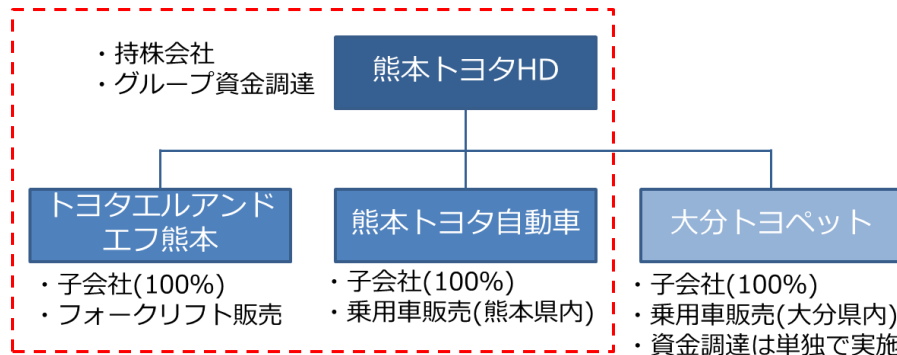 ・持株会社
・グループ資金調達
熊本トヨタHD
トヨタエルアンド
エフ熊本
・子会社(100%)
・フォークリフト販売
熊本トヨタ自動車
・子会社(100%)
・乗用車販売(熊本県内)
大分トヨペット
・子会社(100%)
・乗用車販売(大分県内)
・資金調達は単独で実施